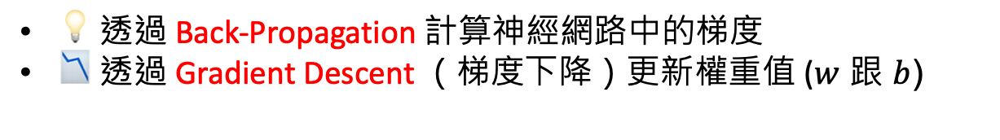 • 💡 透過 Back-Propagation 計算神經網路中的梯度
• 📉 透過 Gradient Descent （梯度下降）更新權重值 (w 跟 b)